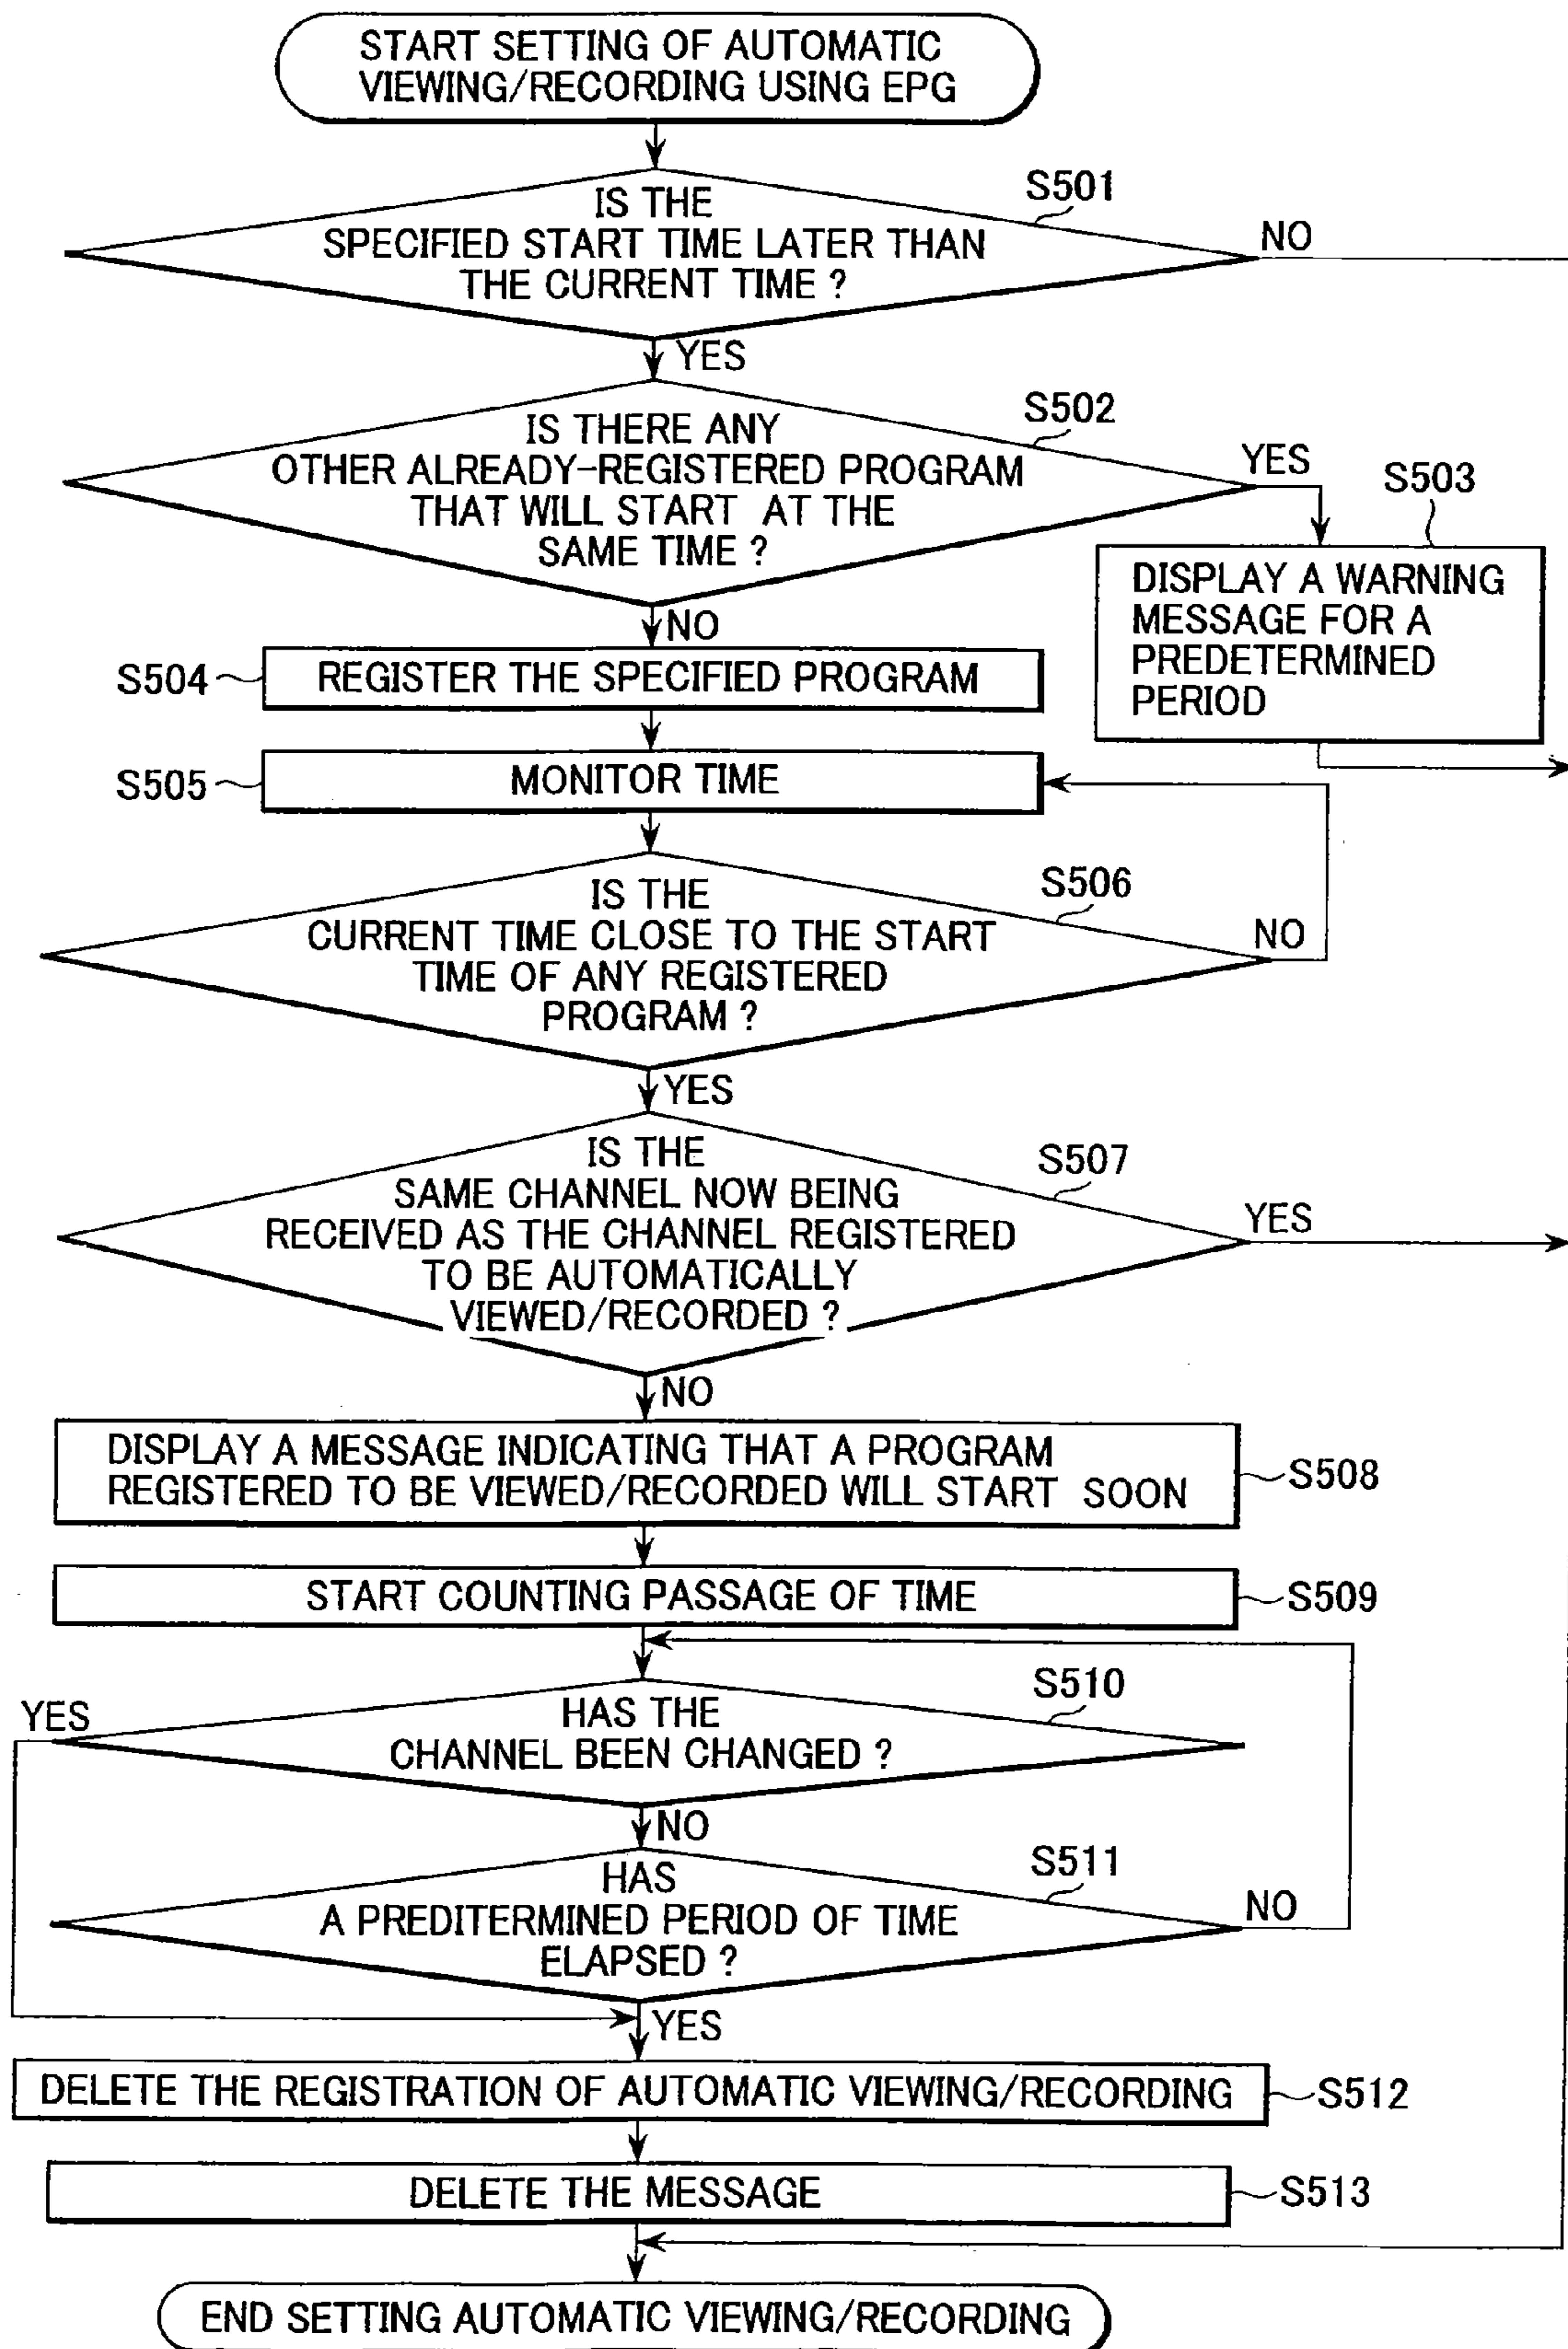 START SETTING OF AUTOMATIC
VIEWING/RECORDING USING EPG
S501
IS THE
SPECIFIED START TIME LATER THAN
THE CURRENT TIME ?
NO
YES
S502
IS THERE ANY
OTHER ALREADY-REGISTERED PROGRAM
THAT WILL START AT THE
SAME TIME ?
YES
S503
DISPLAY A WARNING
MESSAGE FOR A
PREDETERMINED
PERIOD
NO
S504
REGISTER THE SPECIFIED PROGRAM
S505
MONITOR TIME
S506
IS THE
CURRENT TIME CLOSE TO THE START
TIME OF ANY REGISTERED
PROGRAM ?
NO
YES
S507
IS THE
SAME CHANNEL NOW BEING
RECEIVED AS THE CHANNEL REGISTERED
TO BE AUTOMATICALLY
VIEWED/RECORDED ?
YES
NO
DISPLAY A MESSAGE INDICATING THAT A PROGRAM
REGISTERED TO BE VIEWED/RECORDED WILL START SOON
S508
START COUNTING PASSAGE OF TIME
S509
S510
YES
HAS THE
CHANNEL BEEN CHANGED ?
NO
S511
HAS
A PREDITERMINED PERIOD OF TIME
ELAPSED ?
NO
YES
DELETE THE REGISTRATION OF AUTOMATIC VIEWING/RECORDING
S512
DELETE THE MESSAGE
S513
END SETTING AUTOMATIC VIEWING/RECORDING